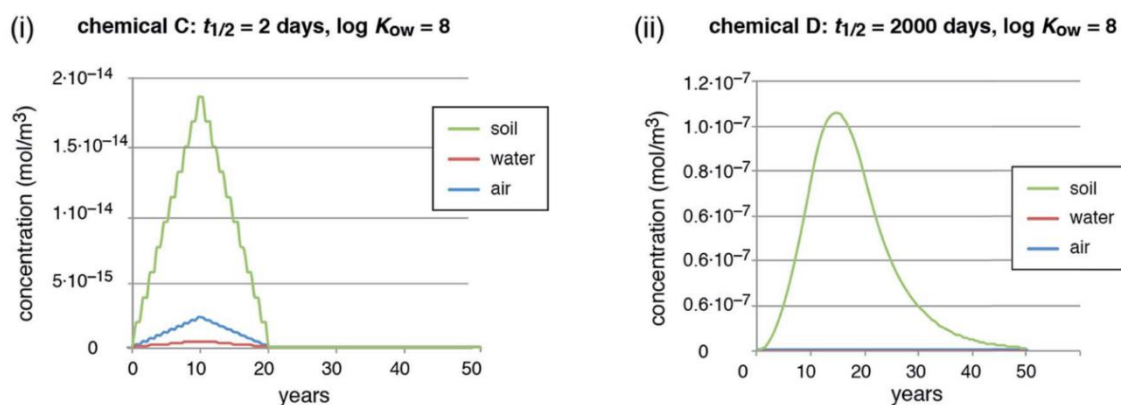 (i) chemical C: t1/2 = 2 days, log Kow = 8
concentration (mol/m³)
2·10⁻¹⁴
1.5·10⁻¹⁴
1·10⁻¹⁴
5·10⁻¹⁵
0
0 10 20 30 40 50
years
soil
water
air
(ii) chemical D: t1/2 = 2000 days, log Kow = 8
concentration (mol/m³)
1.2·10⁻⁷
1.0·10⁻⁷
0.8·10⁻⁷
0.6·10⁻⁷
0.6·10⁻⁷
0.6·10⁻⁷
0
0 10 20 30 40 50
years
soil
water
air